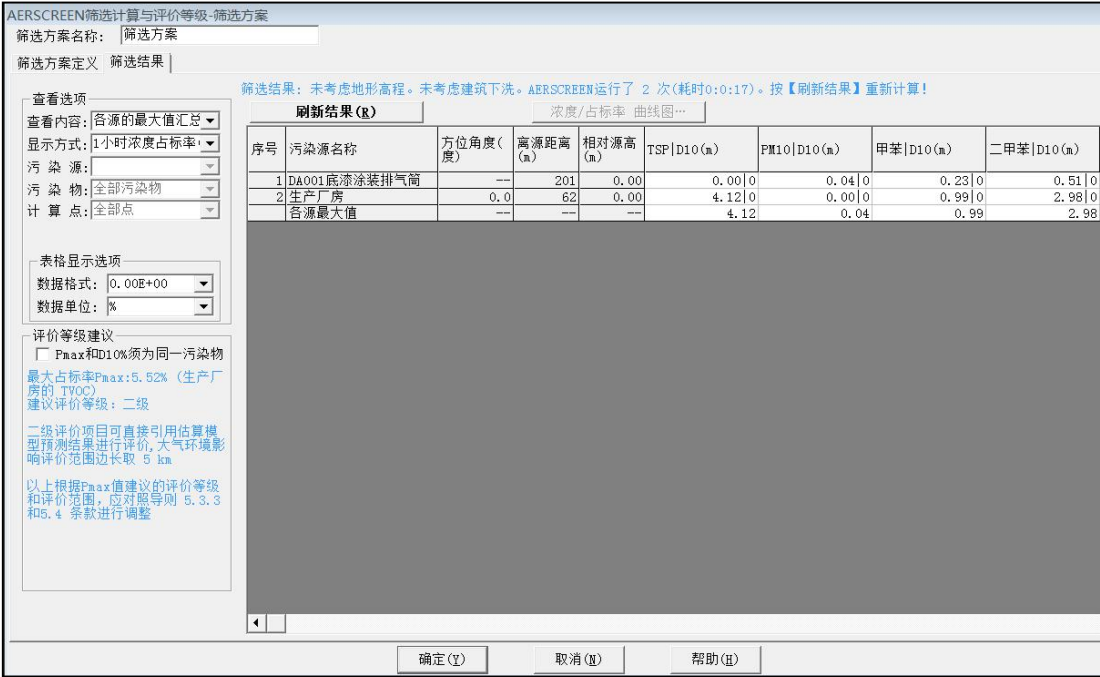 AERSCREEN筛选计算与评价等级-筛选方案
筛选方案名称: 筛选方案
筛选方案定义 筛选结果
筛选结果: 未考虑地形高程。未考虑建筑下洗。AERSCREEN运行了 2 次(耗时0:0:17)。按【刷新结果】重新计算!
查看选项
查看内容: 各源的最大值汇总
显示方式: 1小时浓度占标率
污 染 源:
污 染 物: 全部污染物
计 算 点: 全部点
表格显示选项
数据格式: 0.00E+00
数据单位: %
评价等级建议
Pmax和D10%须为同一污染物
最大占标率Pmax:5.52% (生产厂
房的 TVOC)
建议评价等级: 二级
二级评价项目可直接引用估算模
型预测结果进行评价,大气环境影
响评价范围边长取 5 km
以上根据Pmax值建议的评价等级
和评价范围, 应对照导则 5.3.3
和5.4 条款进行调整
刷新结果(R) 浓度/占标率 曲线图…
序号 污染源名称 方位角度(度) 离源距离(m) 相对源高(m) TSP|D10(m) PM10|D10(m) 甲苯|D10(m) 二甲苯|D10(m)
1 DA001底漆涂装排气筒 -- 201 0.00 0.00|0 0.04|0 0.23|0 0.51|0
2 生产厂房 0.0 62 0.00 4.12|0 0.00|0 0.99|0 2.98|0
各源最大值 -- -- -- 4.12 0.04 0.99 2.98
确定(Y) 取消(N) 帮助(H)